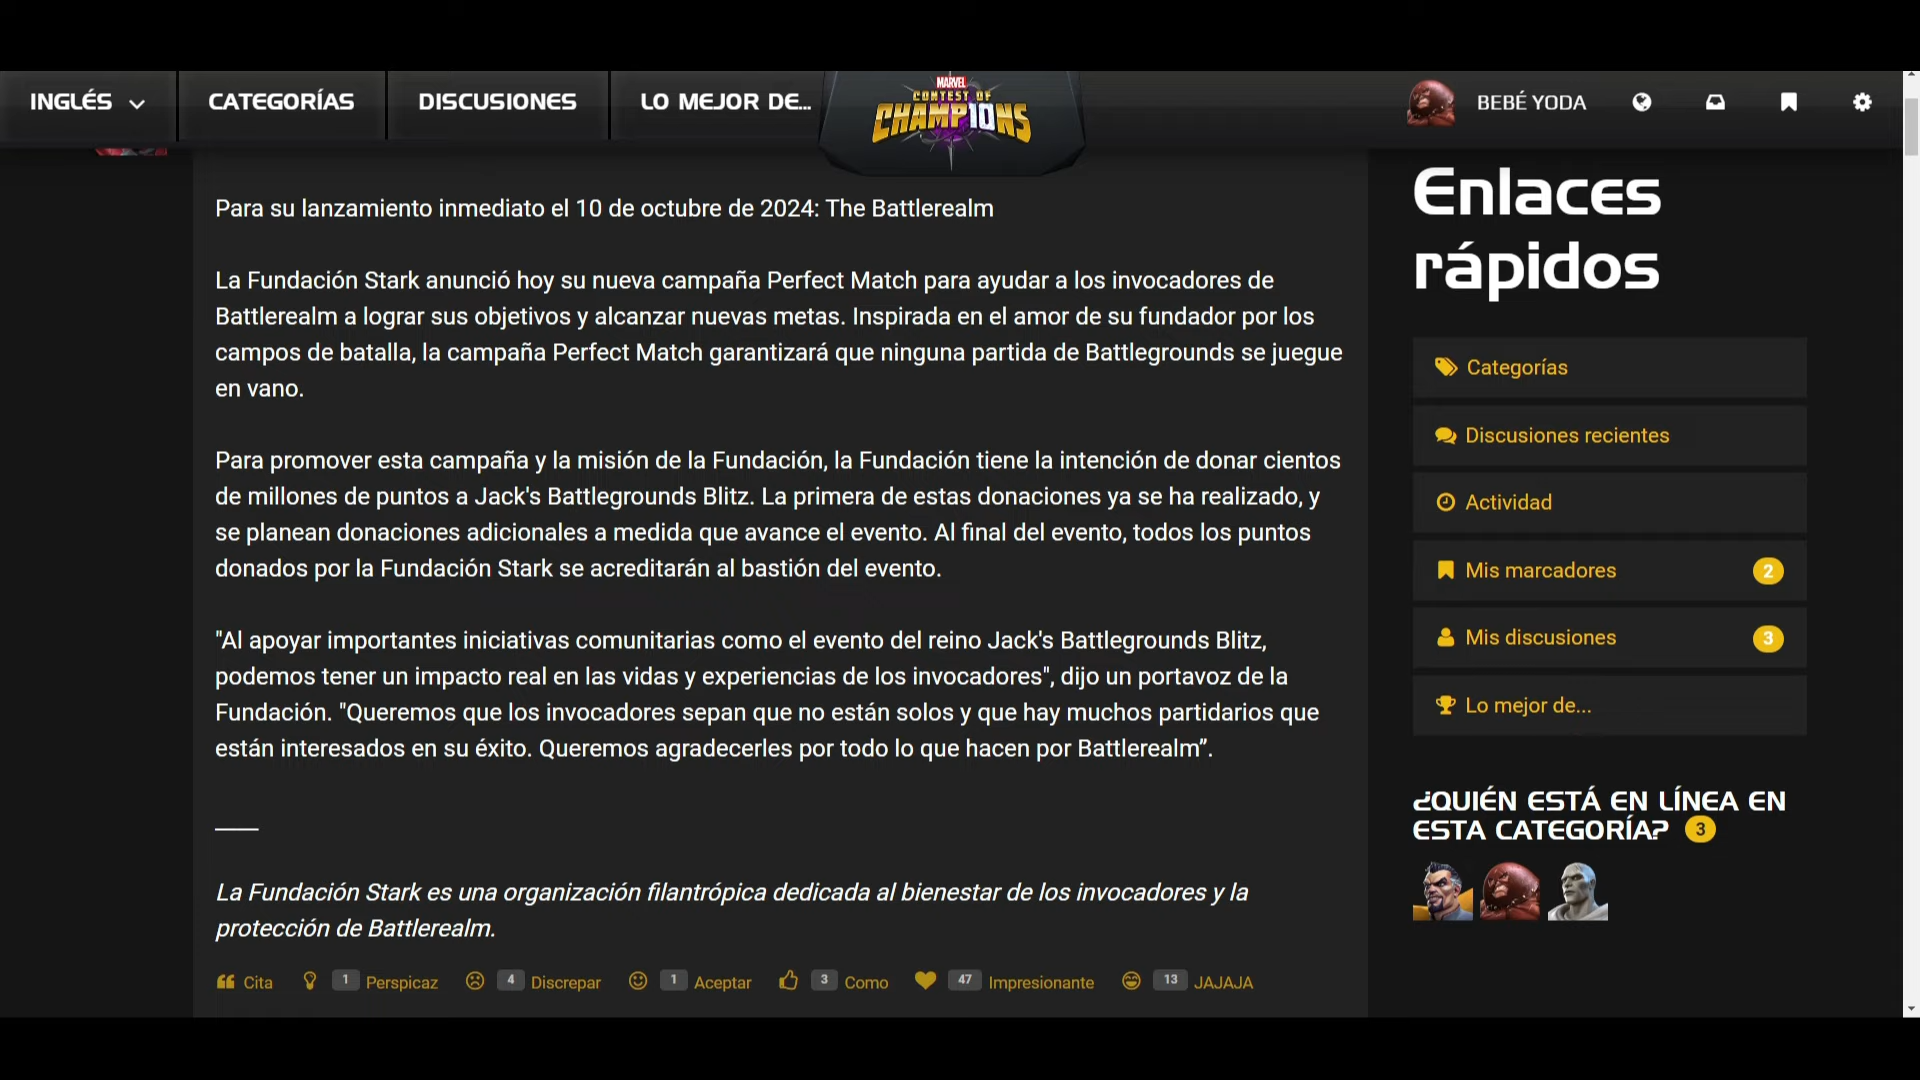 INGLÉS
CATEGORÍAS
DISCUSIONES
LO MEJOR DE...
MARVEL
CONTEST OF
CHAMP10NS
BEBÉ YODA
Para su lanzamiento inmediato el 10 de octubre de 2024: The Battlerealm
La Fundación Stark anunció hoy su nueva campaña Perfect Match para ayudar a los invocadores de
Battlerealm a lograr sus objetivos y alcanzar nuevas metas. Inspirada en el amor de su fundador por los
campos de batalla, la campaña Perfect Match garantizará que ninguna partida de Battlegrounds se juegue
en vano.
Para promover esta campaña y la misión de la Fundación, la Fundación tiene la intención de donar cientos
de millones de puntos a Jack's Battlegrounds Blitz. La primera de estas donaciones ya se ha realizado, y
se planean donaciones adicionales a medida que avance el evento. Al final del evento, todos los puntos
donados por la Fundación Stark se acreditarán al bastión del evento.
"Al apoyar importantes iniciativas comunitarias como el evento del reino Jack's Battlegrounds Blitz,
podemos tener un impacto real en las vidas y experiencias de los invocadores", dijo un portavoz de la
Fundación. "Queremos que los invocadores sepan que no están solos y que hay muchos partidarios que
están interesados en su éxito. Queremos agradecerles por todo lo que hacen por Battlerealm”.
La Fundación Stark es una organización filantrópica dedicada al bienestar de los invocadores y la
protección de Battlerealm.
Cita 1 Perspicaz 4 Discrepar 1 Aceptar 3 Como 47 Impresionante 13 JAJAJA
Enlaces
rápidos
Categorías
Discusiones recientes
Actividad
Mis marcadores 2
Mis discusiones 3
Lo mejor de...
¿QUIÉN ESTÁ EN LÍNEA EN
ESTA CATEGORÍA? 3